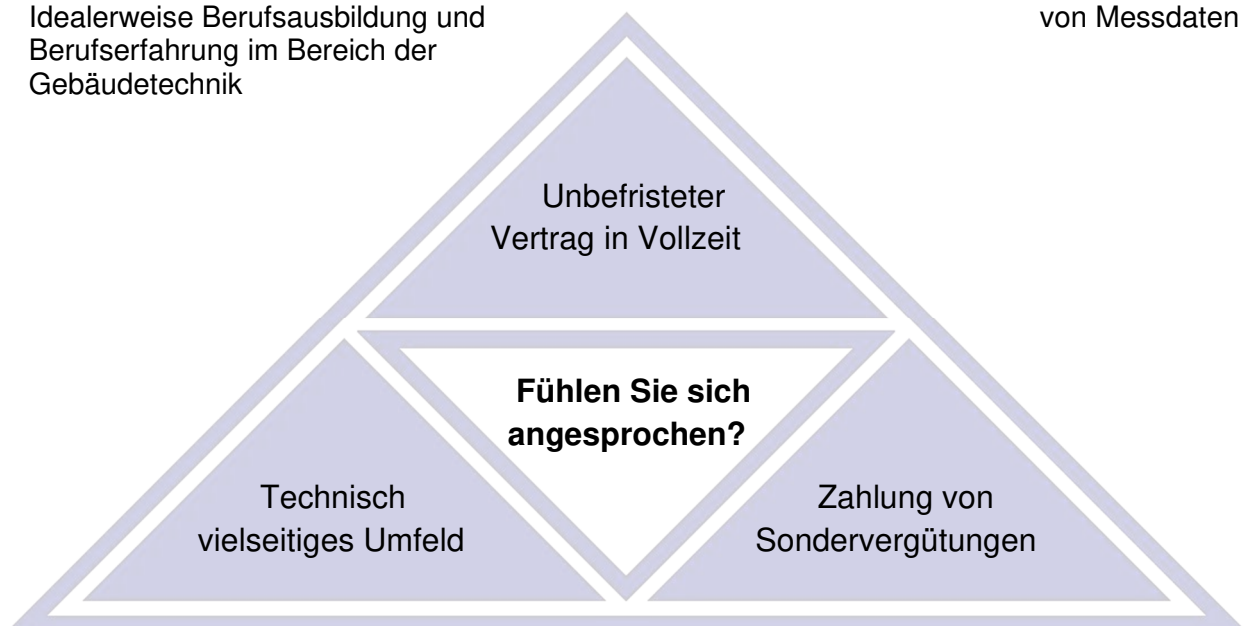 Idealerweise Berufsausbildung und
Berufserfahrung im Bereich der
Gebäudetechnik
von Messdaten
Unbefristeter
Vertrag in Vollzeit
Fühlen Sie sich
angesprochen?
Technisch
vielseitiges Umfeld
Zahlung von
Sondervergütungen